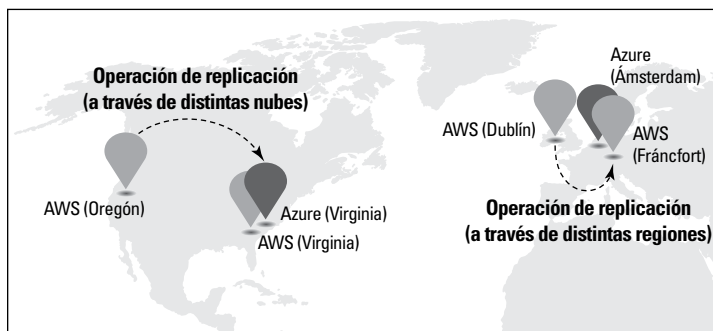 Operación de replicación
(a través de distintas nubes)
AWS (Oregón)
Azure (Virginia)
AWS (Virginia)
Azure
(Ámsterdam)
AWS (Dublín)
AWS
(Fráncfort)
Operación de replicación
(a través de distintas regiones)